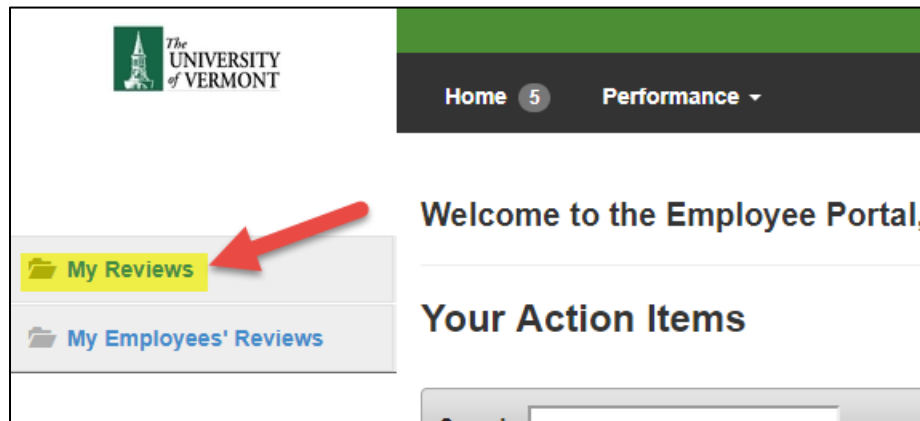 The
UNIVERSITY
of VERMONT
Home 5 Performance
My Reviews
My Employees' Reviews
Welcome to the Employee Portal,
Your Action Items